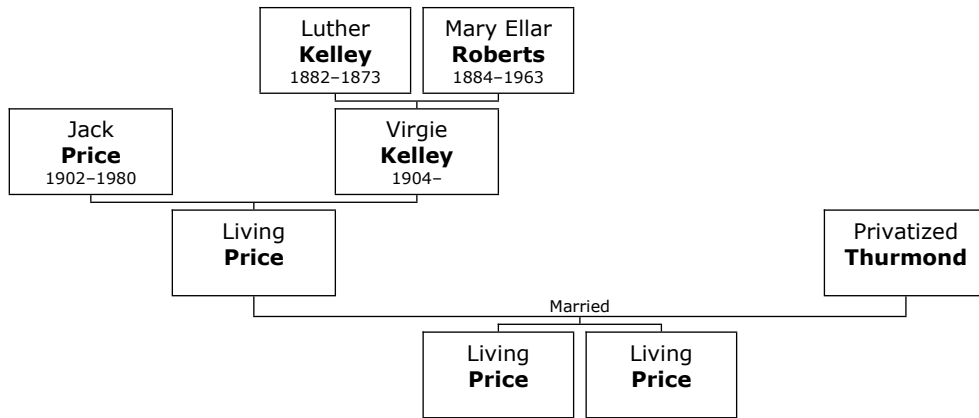 Luther
Kelley
1882–1873
Mary Ellar
Roberts
1884–1963
Jack
Price
1902–1980
Virgie
Kelley
1904–
Living
Price
Privatized
Thurmond
Married
Living
Price
Living
Price